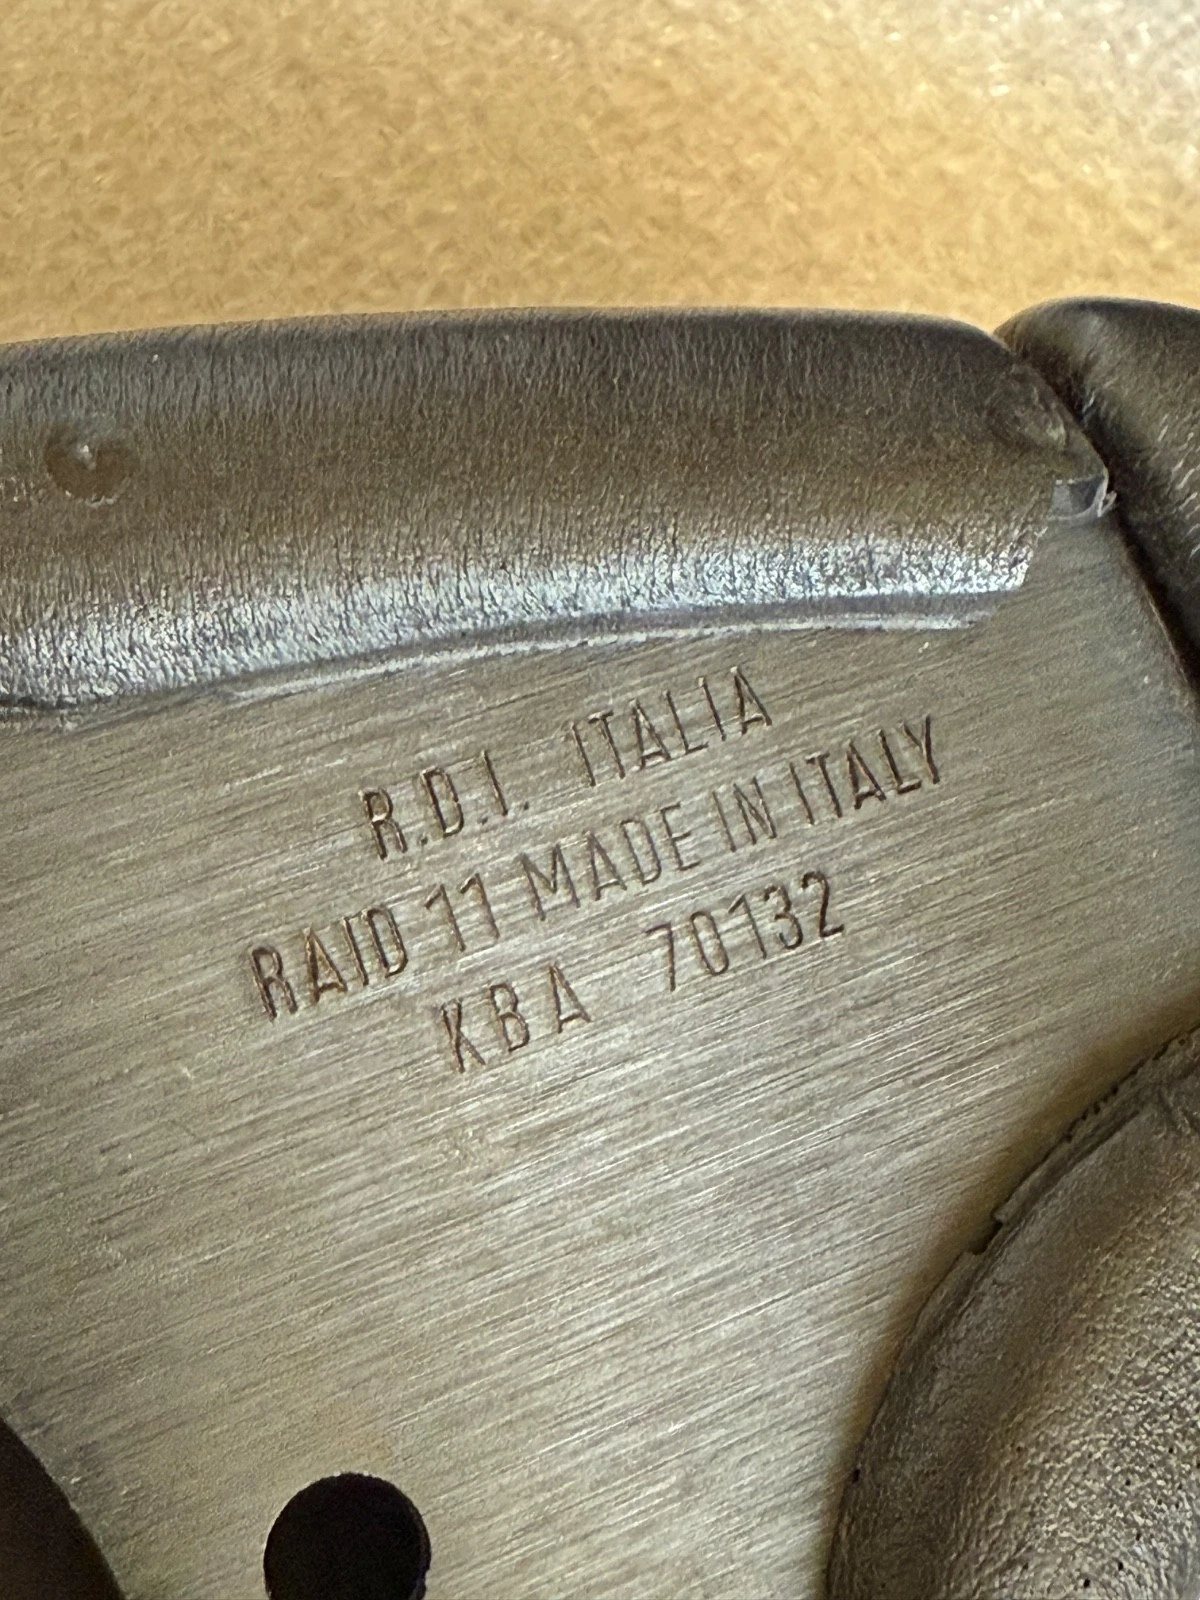 R.D.I. ITALIA
RAID 11 MADE IN ITALY
KBA 70132